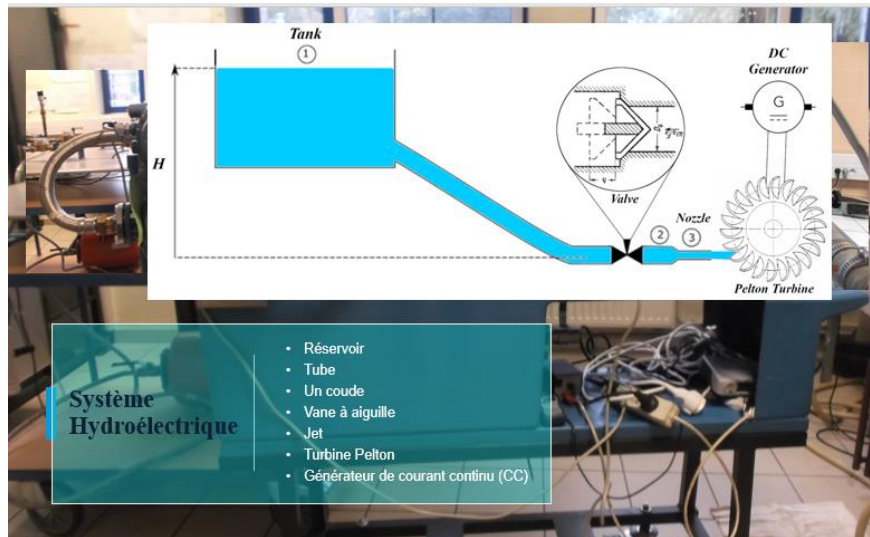 Tank
1
DC
Generator
G
H
Valve
2
Nozzle
3
Pelton Turbine
Système
Hydroélectrique
• Réservoir
• Tube
• Un coude
• Vane à aiguille
• Jet
• Turbine Pelton
• Générateur de courant continu (CC)